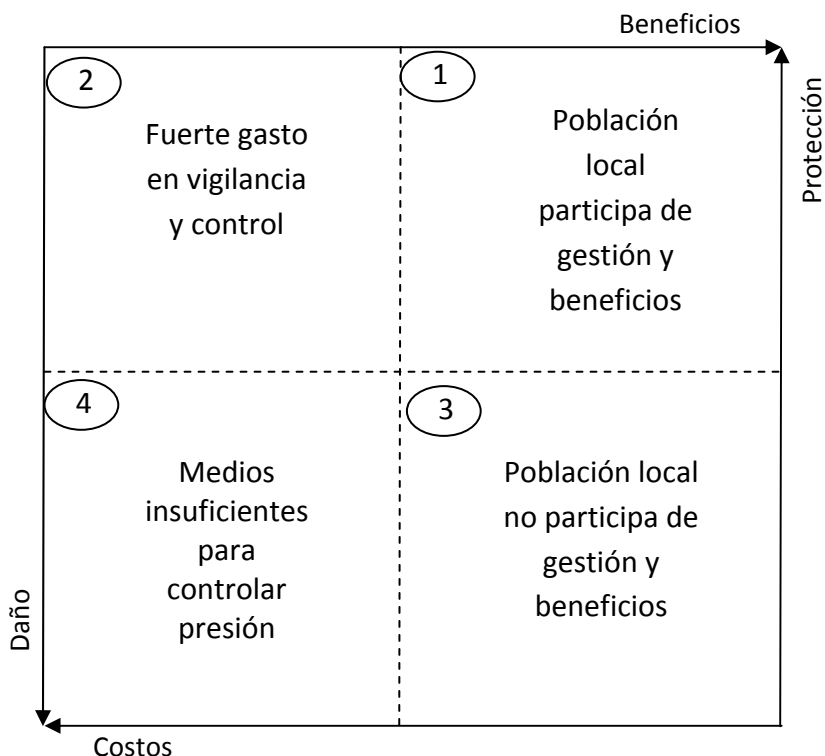 Beneficios
Protección
2
Fuerte gasto
en vigilancia
y control
1
Población
local
participa de
gestión y
beneficios
4
Medios
insuficientes
para
controlar
presión
3
Población local
no participa de
gestión y
beneficios
Daño
Costos